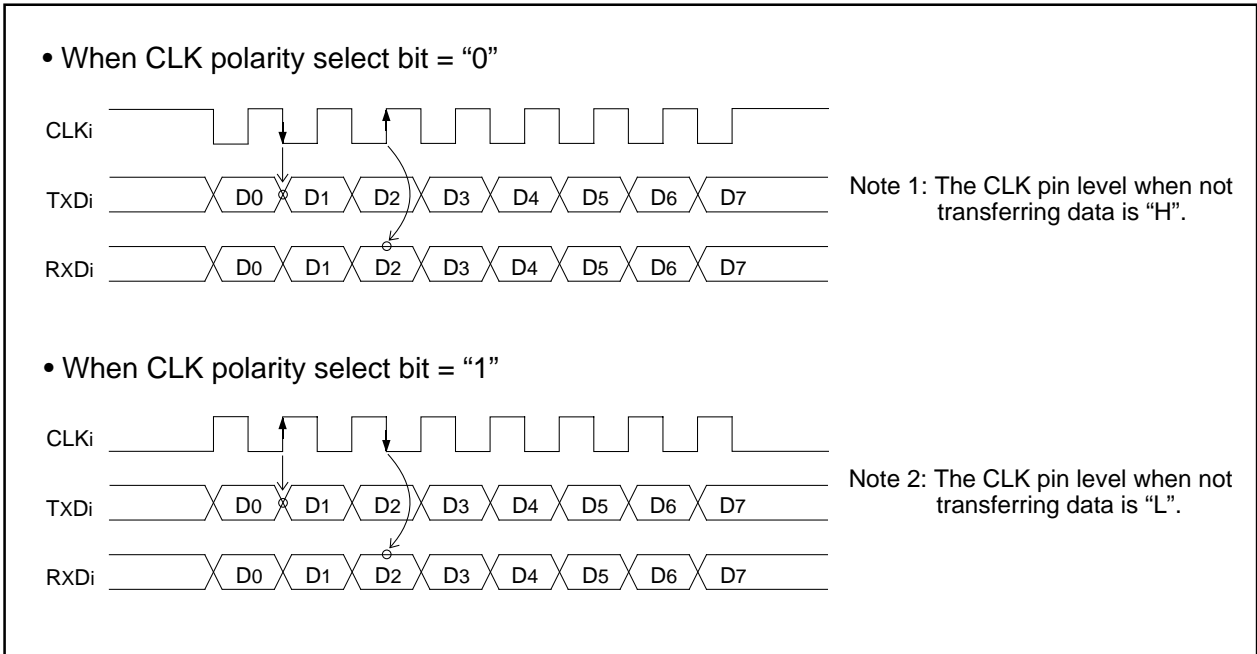 • When CLK polarity select bit = “0”
CLKi
TXDi D0 D1 D2 D3 D4 D5 D6 D7
RXDi D0 D1 D2 D3 D4 D5 D6 D7
Note 1: The CLK pin level when not
transferring data is “H”.
• When CLK polarity select bit = “1”
CLKi
TXDi D0 D1 D2 D3 D4 D5 D6 D7
RXDi D0 D1 D2 D3 D4 D5 D6 D7
Note 2: The CLK pin level when not
transferring data is “L”.